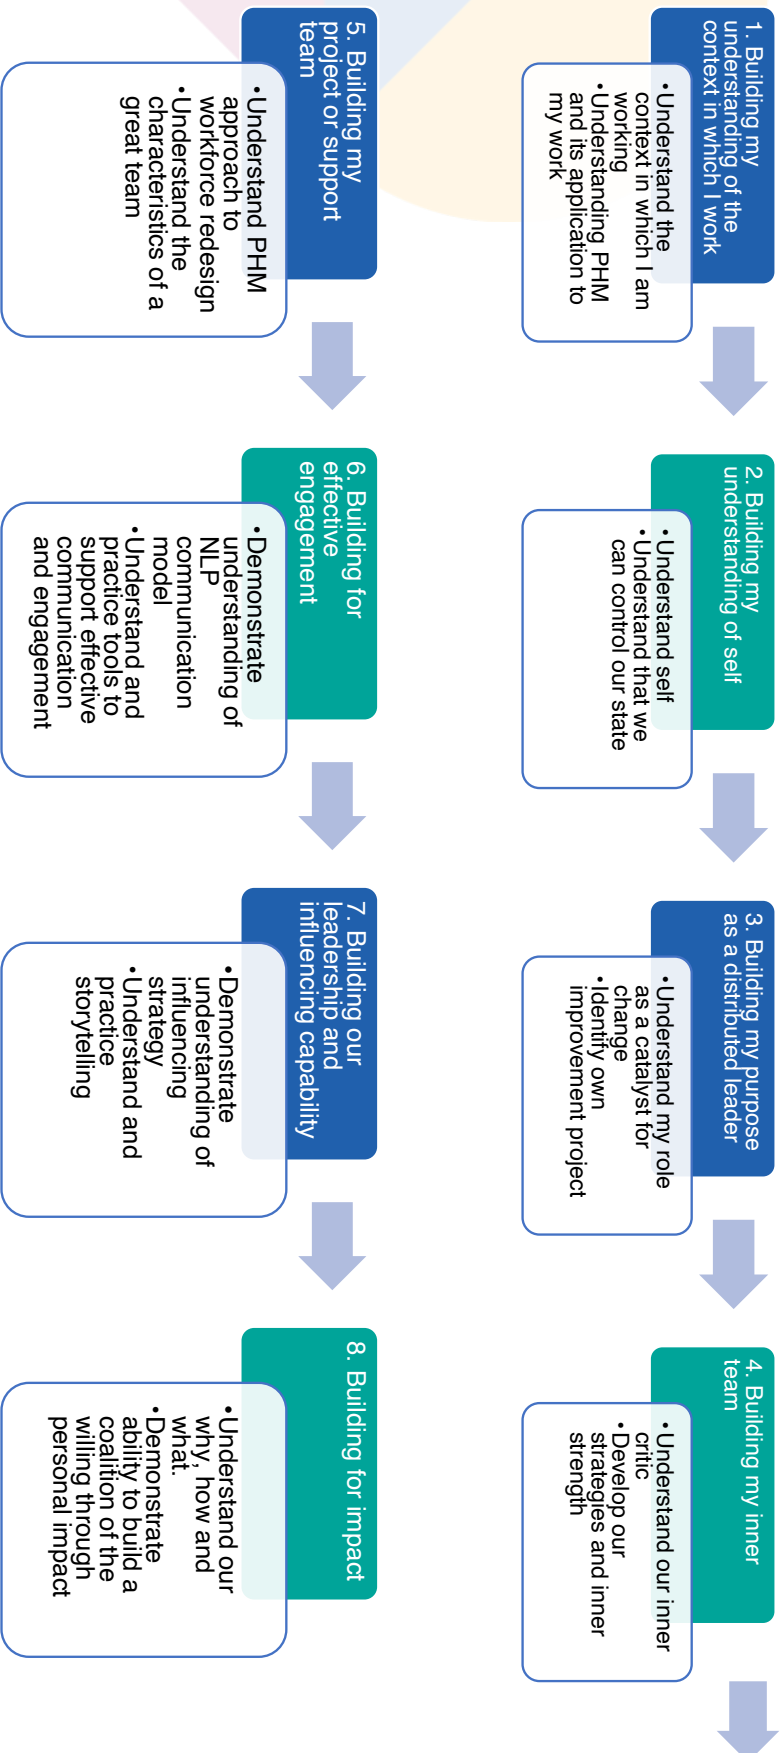 1. Building my
understanding of the
context in which I work
•Understand the
context in which I am
working
•Understanding PHM
and its application to
my work
2. Building my
understanding of self
•Understand self
•Understand that we
can control our state
3. Building my purpose
as a distributed leader
•Understand my role
as a catalyst for
change
•Identify own
improvement project
4. Building my inner
team
•Understand our inner
critic
•Develop our
strategies and inner
strength
5. Building my
project or support
team
•Understand PHM
approach to
workforce redesign
•Understand the
characteristics of a
great team
6. Building for
effective
engagement
•Demonstrate
understanding of
NLP
communication
model
•Understand and
practice tools to
support effective
communication
and engagement
7. Building our
leadership and
influencing capability
•Demonstrate
understanding of
influencing
strategy
•Understand and
practice
storytelling
8. Building for impact
•Understand our
why, how and
what.
•Demonstrate
ability to build a
coalition of the
willing through
personal impact